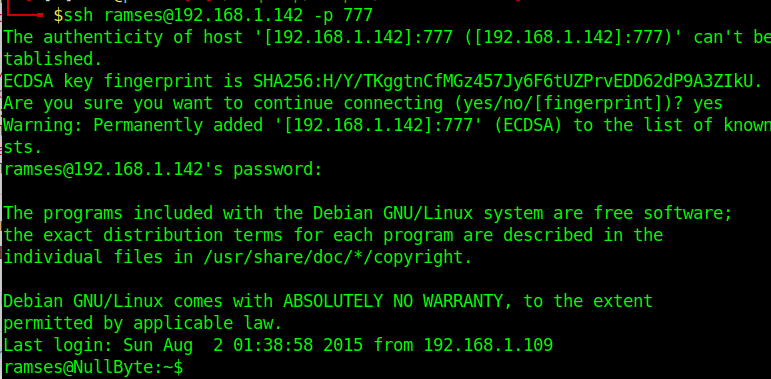 $ssh ramses@192.168.1.142 -p 777
The authenticity of host '[192.168.1.142]:777 ([192.168.1.142]:777)' can't be
tablished.
ECDSA key fingerprint is SHA256:H/Y/TKggtnCfMGz457Jy6F6tUZPrvEDD62dP9A3ZIkU.
Are you sure you want to continue connecting (yes/no/[fingerprint])? yes
Warning: Permanently added '[192.168.1.142]:777' (ECDSA) to the list of known
sts.
ramses@192.168.1.142's password:
The programs included with the Debian GNU/Linux system are free software;
the exact distribution terms for each program are described in the
individual files in /usr/share/doc/*/copyright.
Debian GNU/Linux comes with ABSOLUTELY NO WARRANTY, to the extent
permitted by applicable law.
Last login: Sun Aug  2 01:38:58 2015 from 192.168.1.109
ramses@NullByte:~$